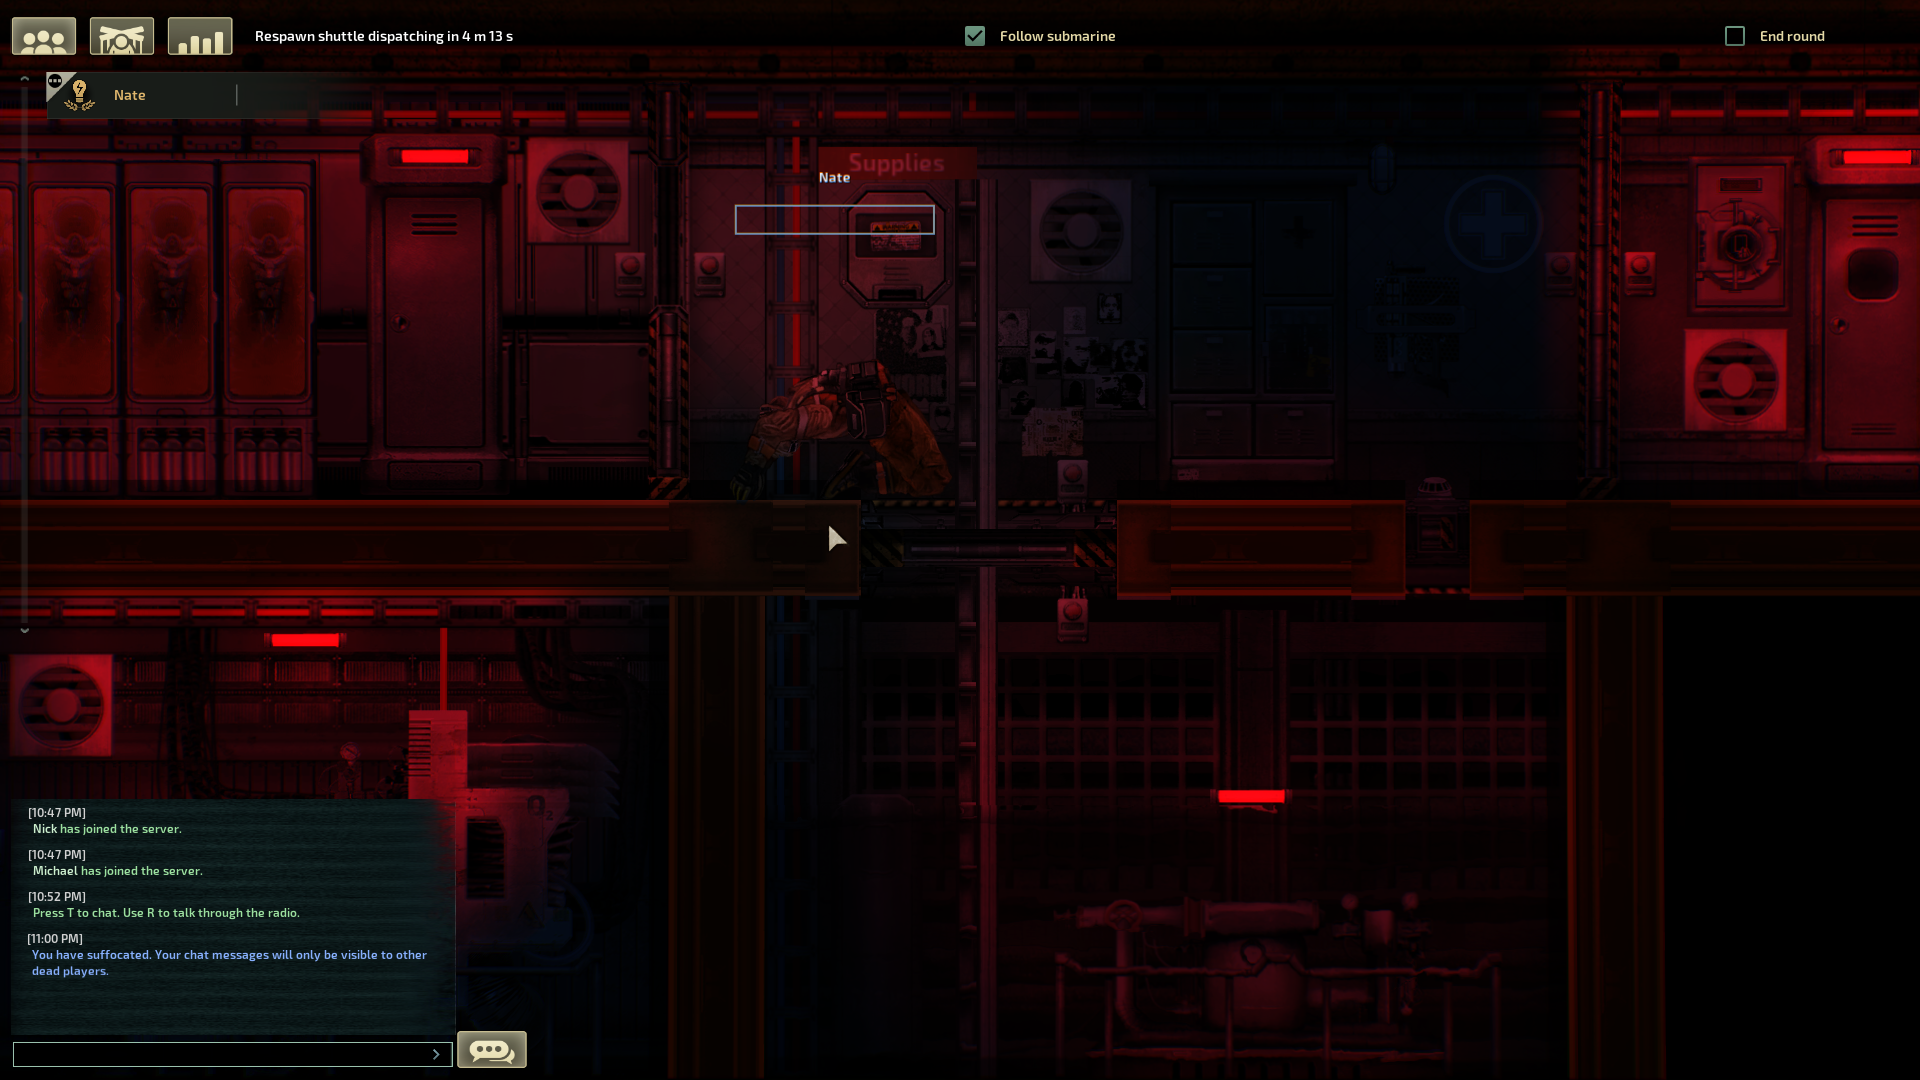 Respawn shuttle dispatching in 4 m 13 s
Follow submarine
End round
Nate
Supplies
Nate
[10:47 PM]
Nick has joined the server.
[10:47 PM]
Michael has joined the server.
[10:52 PM]
Press T to chat. Use R to talk through the radio.
[11:00 PM]
You have suffocated. Your chat messages will only be visible to other
dead players.